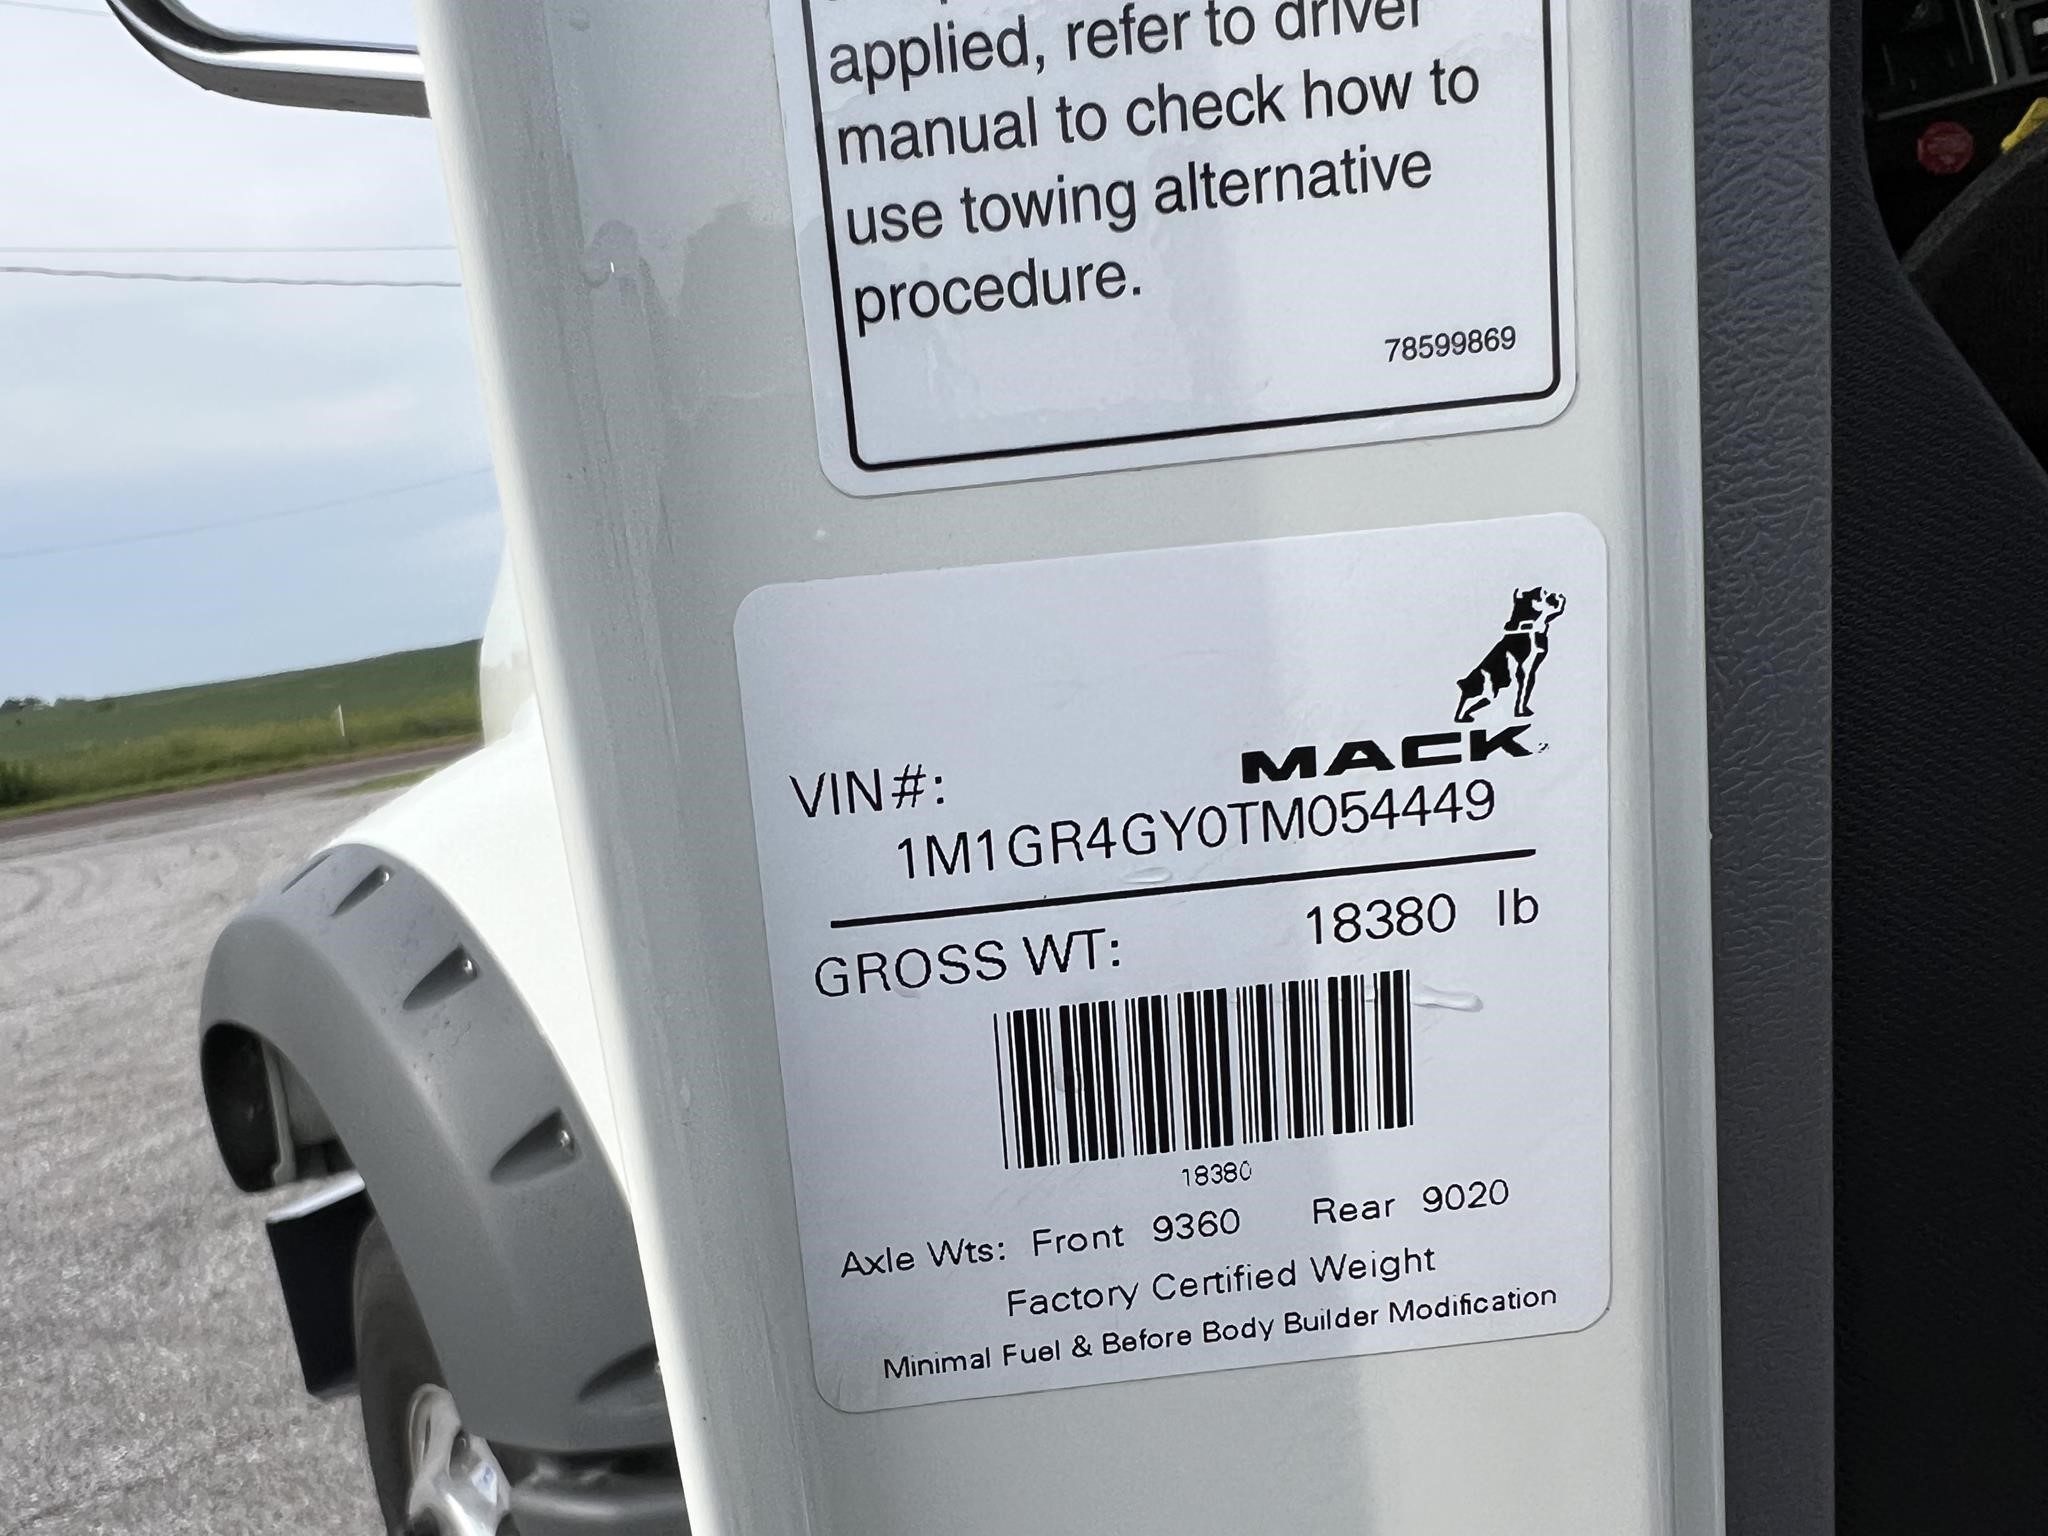 applied, refer to driver
manual to check how to
use towing alternative
procedure.
78599869
MACK
VIN#:
1M1GR4GY0TM054449
GROSS WT: 18380 lb
18380
Axle Wts: Front 9360 Rear 9020
Factory Certified Weight
Minimal Fuel & Before Body Builder Modification